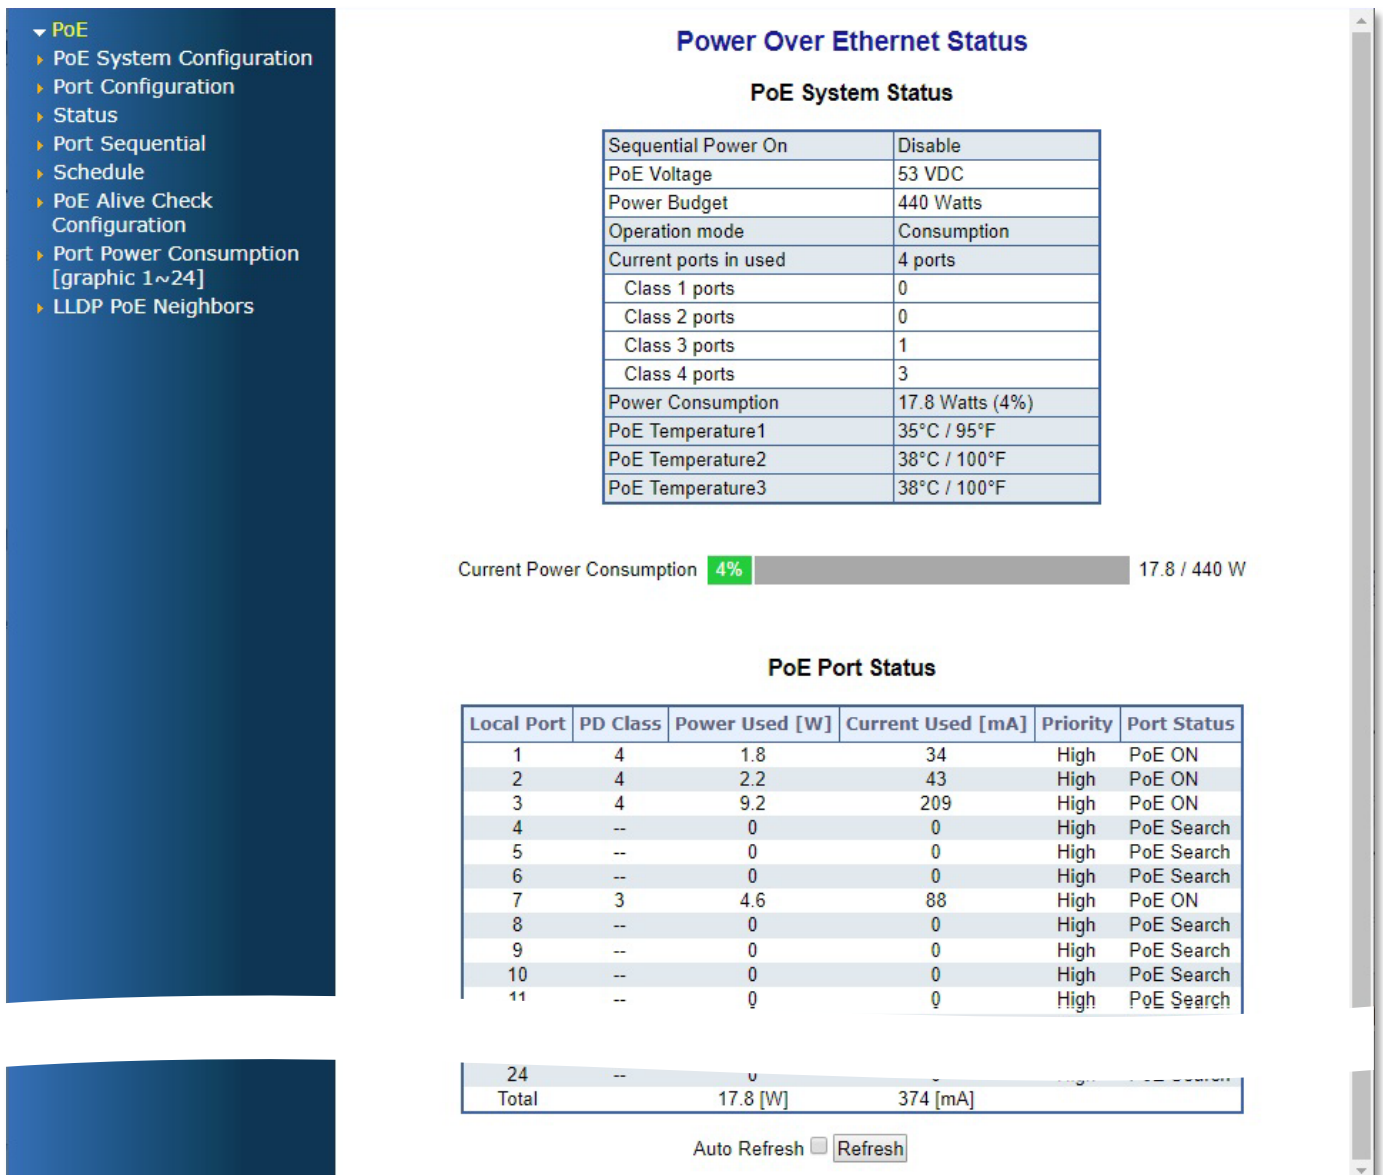 PoE
PoE System Configuration
Port Configuration
Status
Port Sequential
Schedule
PoE Alive Check
Configuration
Port Power Consumption
[graphic 1~24]
LLDP PoE Neighbors
Power Over Ethernet Status
PoE System Status
Sequential Power On Disable
PoE Voltage 53 VDC
Power Budget 440 Watts
Operation mode Consumption
Current ports in used 4 ports
Class 1 ports 0
Class 2 ports 0
Class 3 ports 1
Class 4 ports 3
Power Consumption 17.8 Watts (4%)
PoE Temperature1 35°C / 95°F
PoE Temperature2 38°C / 100°F
PoE Temperature3 38°C / 100°F
Current Power Consumption 4% 17.8 / 440 W
PoE Port Status
Local Port PD Class Power Used [W] Current Used [mA] Priority Port Status
1 4 1.8 34 High PoE ON
2 4 2.2 43 High PoE ON
3 4 9.2 209 High PoE ON
4 -- 0 0 High PoE Search
5 -- 0 0 High PoE Search
6 -- 0 0 High PoE Search
7 3 4.6 88 High PoE ON
8 -- 0 0 High PoE Search
9 -- 0 0 High PoE Search
10 -- 0 0 High PoE Search
11 -- 0 0 High PoE Search
24 --
Total 17.8 [W] 374 [mA]
Auto Refresh Refresh